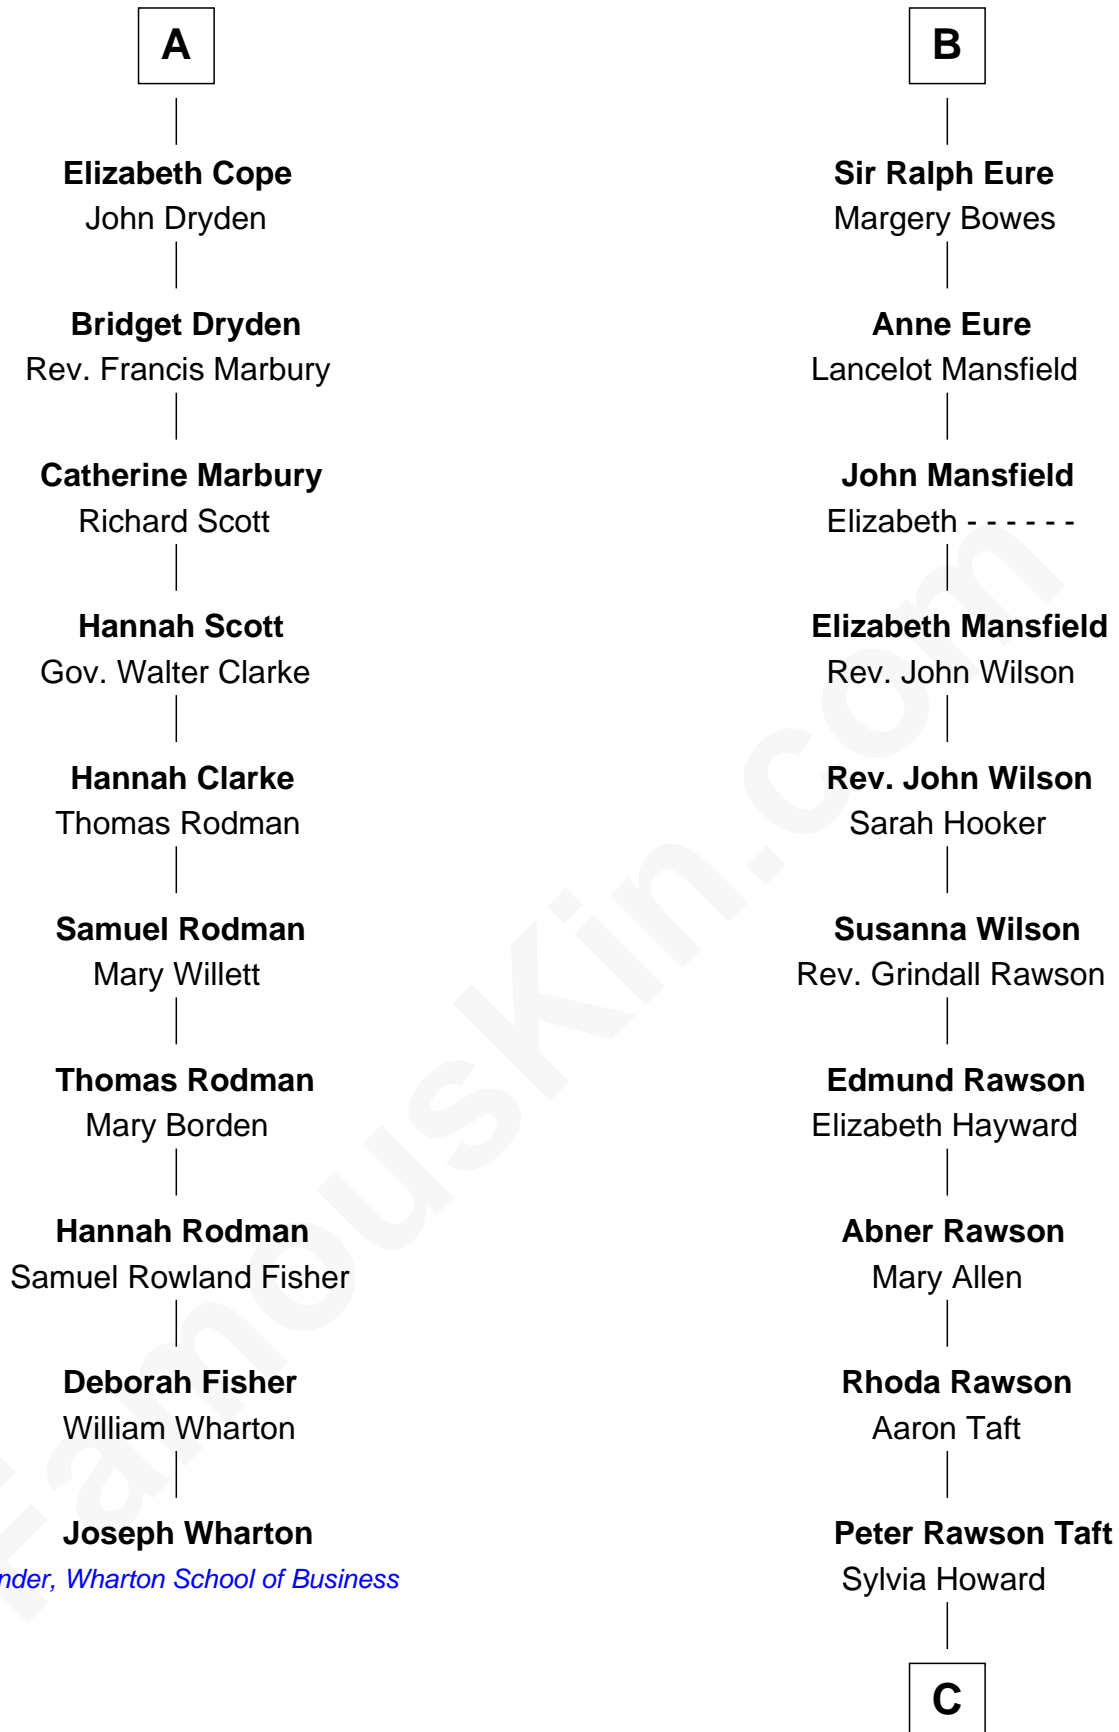 A
Elizabeth Cope
John Dryden
Bridget Dryden
Rev. Francis Marbury
Catherine Marbury
Richard Scott
Hannah Scott
Gov. Walter Clarke
Hannah Clarke
Thomas Rodman
Samuel Rodman
Mary Willett
Thomas Rodman
Mary Borden
Hannah Rodman
Samuel Rowland Fisher
Deborah Fisher
William Wharton
Joseph Wharton
nder, Wharton School of Business
B
Sir Ralph Eure
Margery Bowes
Anne Eure
Lancelot Mansfield
John Mansfield
Elizabeth - - - - - -
Elizabeth Mansfield
Rev. John Wilson
Rev. John Wilson
Sarah Hooker
Susanna Wilson
Rev. Grindall Rawson
Edmund Rawson
Elizabeth Hayward
Abner Rawson
Mary Allen
Rhoda Rawson
Aaron Taft
Peter Rawson Taft
Sylvia Howard
C
FamousKin.com